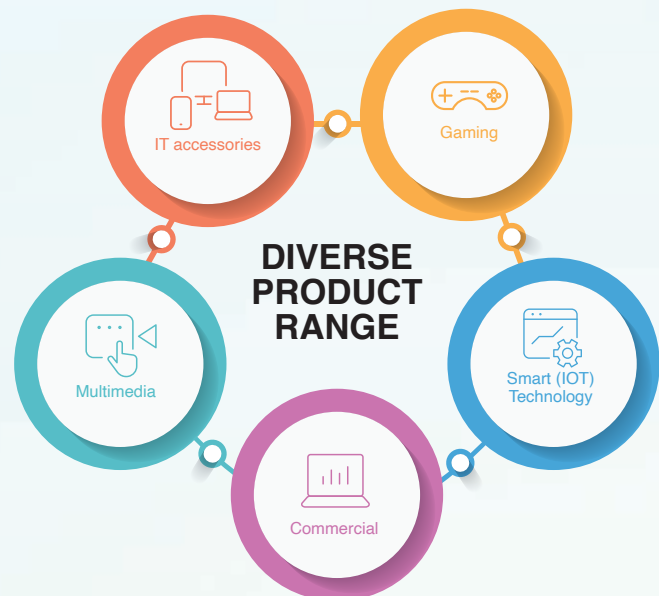 IT accessories
Gaming
DIVERSE
PRODUCT
RANGE
Multimedia
Smart (IOT)
Technology
Commercial